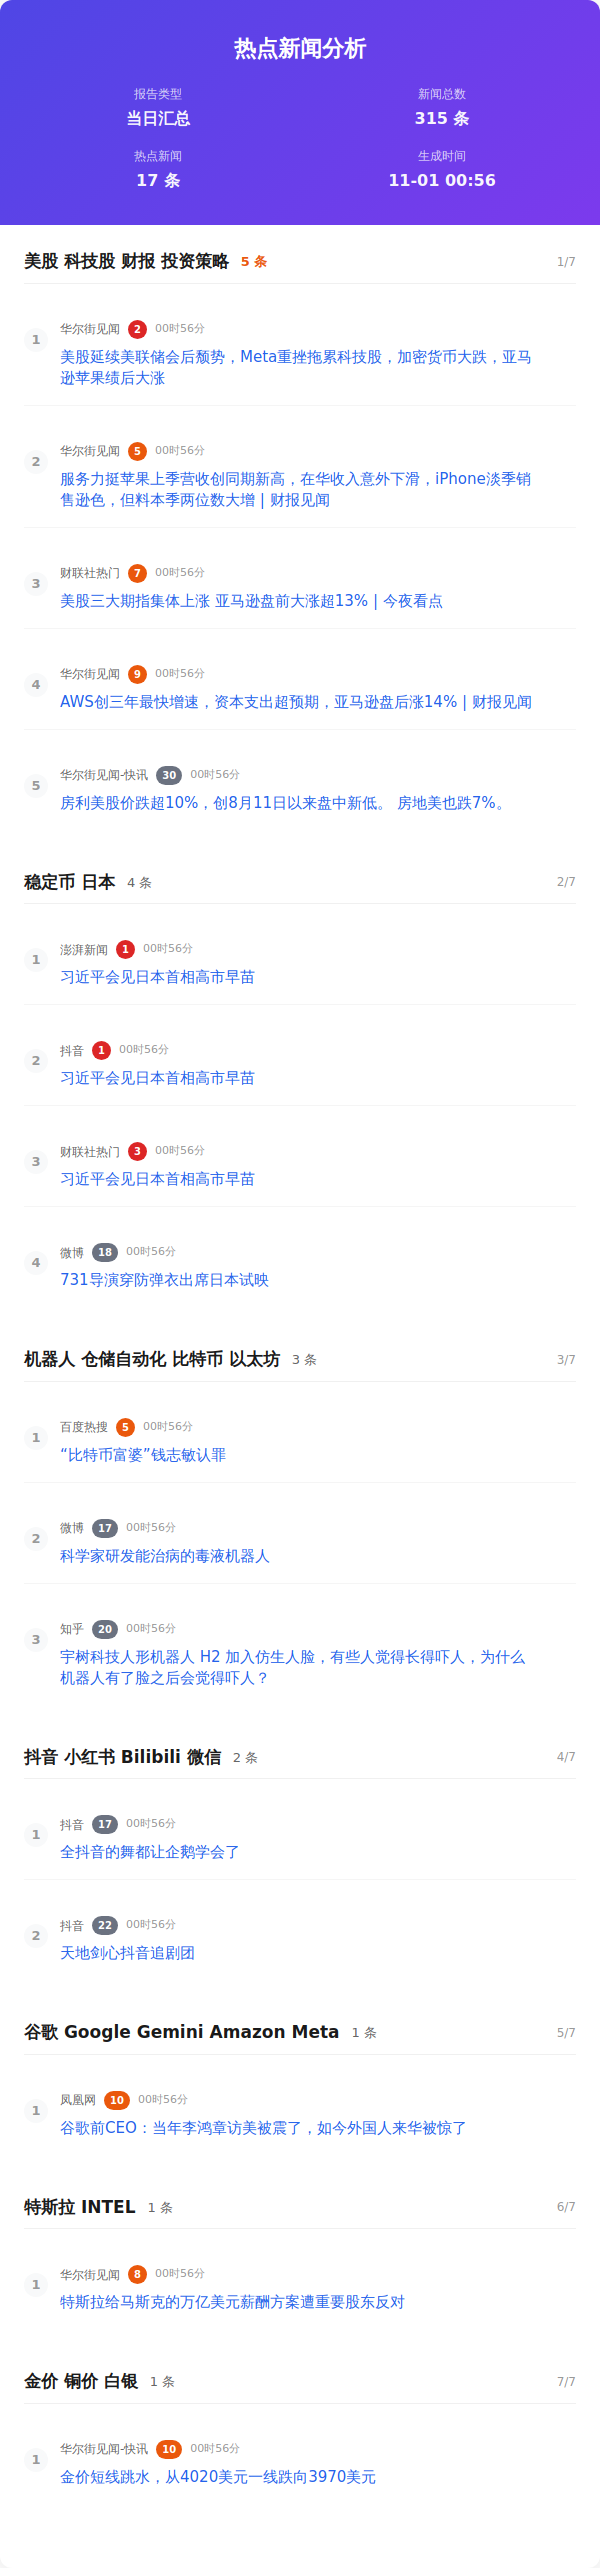 热点新闻分析
报告类型
当日汇总
新闻总数
315 条
热点新闻
17 条
生成时间
11-01 00:56
美股 科技股 财报 投资策略 5 条 1/7
1
华尔街见闻 2 00时56分
美股延续美联储会后颓势，Meta重挫拖累科技股，加密货币大跌，亚马
逊苹果绩后大涨
2
华尔街见闻 5 00时56分
服务力挺苹果上季营收创同期新高，在华收入意外下滑，iPhone淡季销
售逊色，但料本季两位数大增 | 财报见闻
3
财联社热门 7 00时56分
美股三大期指集体上涨 亚马逊盘前大涨超13% | 今夜看点
4
华尔街见闻 9 00时56分
AWS创三年最快增速，资本支出超预期，亚马逊盘后涨14% | 财报见闻
5
华尔街见闻-快讯 30 00时56分
房利美股价跌超10%，创8月11日以来盘中新低。 房地美也跌7%。
稳定币 日本 4 条 2/7
1
澎湃新闻 1 00时56分
习近平会见日本首相高市早苗
2
抖音 1 00时56分
习近平会见日本首相高市早苗
3
财联社热门 3 00时56分
习近平会见日本首相高市早苗
4
微博 18 00时56分
731导演穿防弹衣出席日本试映
机器人 仓储自动化 比特币 以太坊 3 条 3/7
1
百度热搜 5 00时56分
“比特币富婆”钱志敏认罪
2
微博 17 00时56分
科学家研发能治病的毒液机器人
3
知乎 20 00时56分
宇树科技人形机器人 H2 加入仿生人脸，有些人觉得长得吓人，为什么
机器人有了脸之后会觉得吓人？
抖音 小红书 Bilibili 微信 2 条 4/7
1
抖音 17 00时56分
全抖音的舞都让企鹅学会了
2
抖音 22 00时56分
天地剑心抖音追剧团
谷歌 Google Gemini Amazon Meta 1 条 5/7
1
凤凰网 10 00时56分
谷歌前CEO：当年李鸿章访美被震了，如今外国人来华被惊了
特斯拉 INTEL 1 条 6/7
1
华尔街见闻 8 00时56分
特斯拉给马斯克的万亿美元薪酬方案遭重要股东反对
金价 铜价 白银 1 条 7/7
1
华尔街见闻-快讯 10 00时56分
金价短线跳水，从4020美元一线跌向3970美元